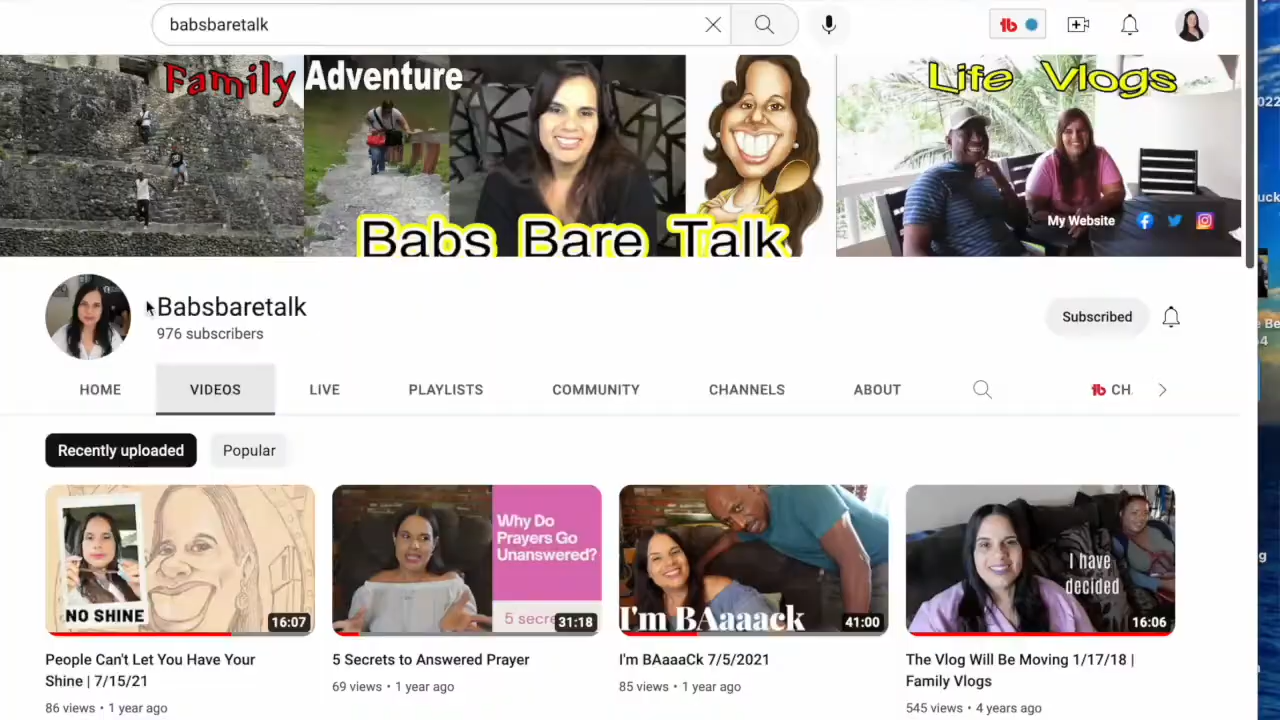 babsbaretalk
Family Adventure
Life Vlogs
Babs Bare Talk
My Website
Babsbaretalk
976 subscribers
Subscribed
HOME VIDEOS LIVE PLAYLISTS COMMUNITY CHANNELS ABOUT CH
Recently uploaded Popular
NO SHINE
16:07
Why Do
Prayers Go
Unanswered?
5 secre
31:18
I'm BAaaack
41:00
I have
decided
16:06
People Can't Let You Have Your
Shine | 7/15/21
86 views • 1 year ago
5 Secrets to Answered Prayer
69 views • 1 year ago
I'm BAaaaCk 7/5/2021
85 views • 1 year ago
The Vlog Will Be Moving 1/17/18 |
Family Vlogs
545 views • 4 years ago